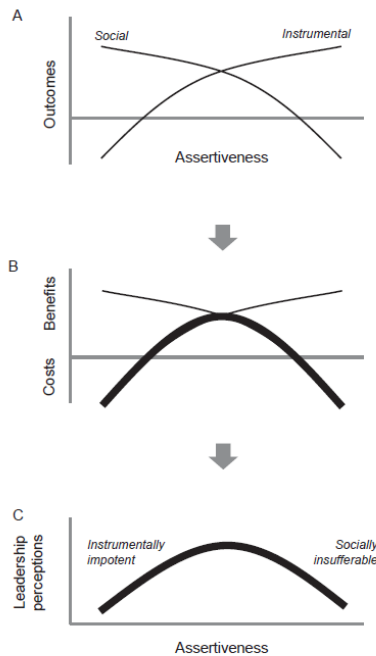 A
Social
Instrumental
Outcomes
Assertiveness
B
Benefits
Costs
C
Instrumentally
impotent
Socially
insufferable
Leadership
perceptions
Assertiveness